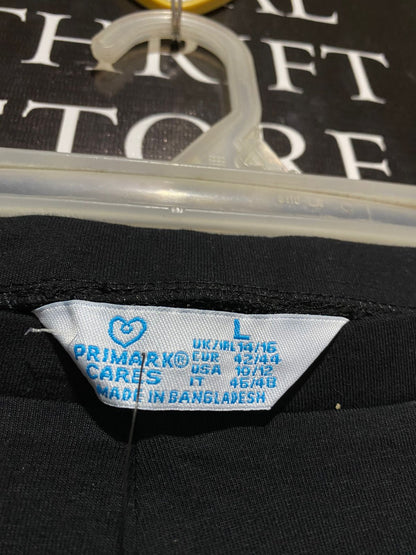 THRIFT
STORE
L
PRIMARK®
CARES
UK/IRL 14/16
EUR 42/44
USA 10/12
IT 46/48
MADE IN BANGLADESH